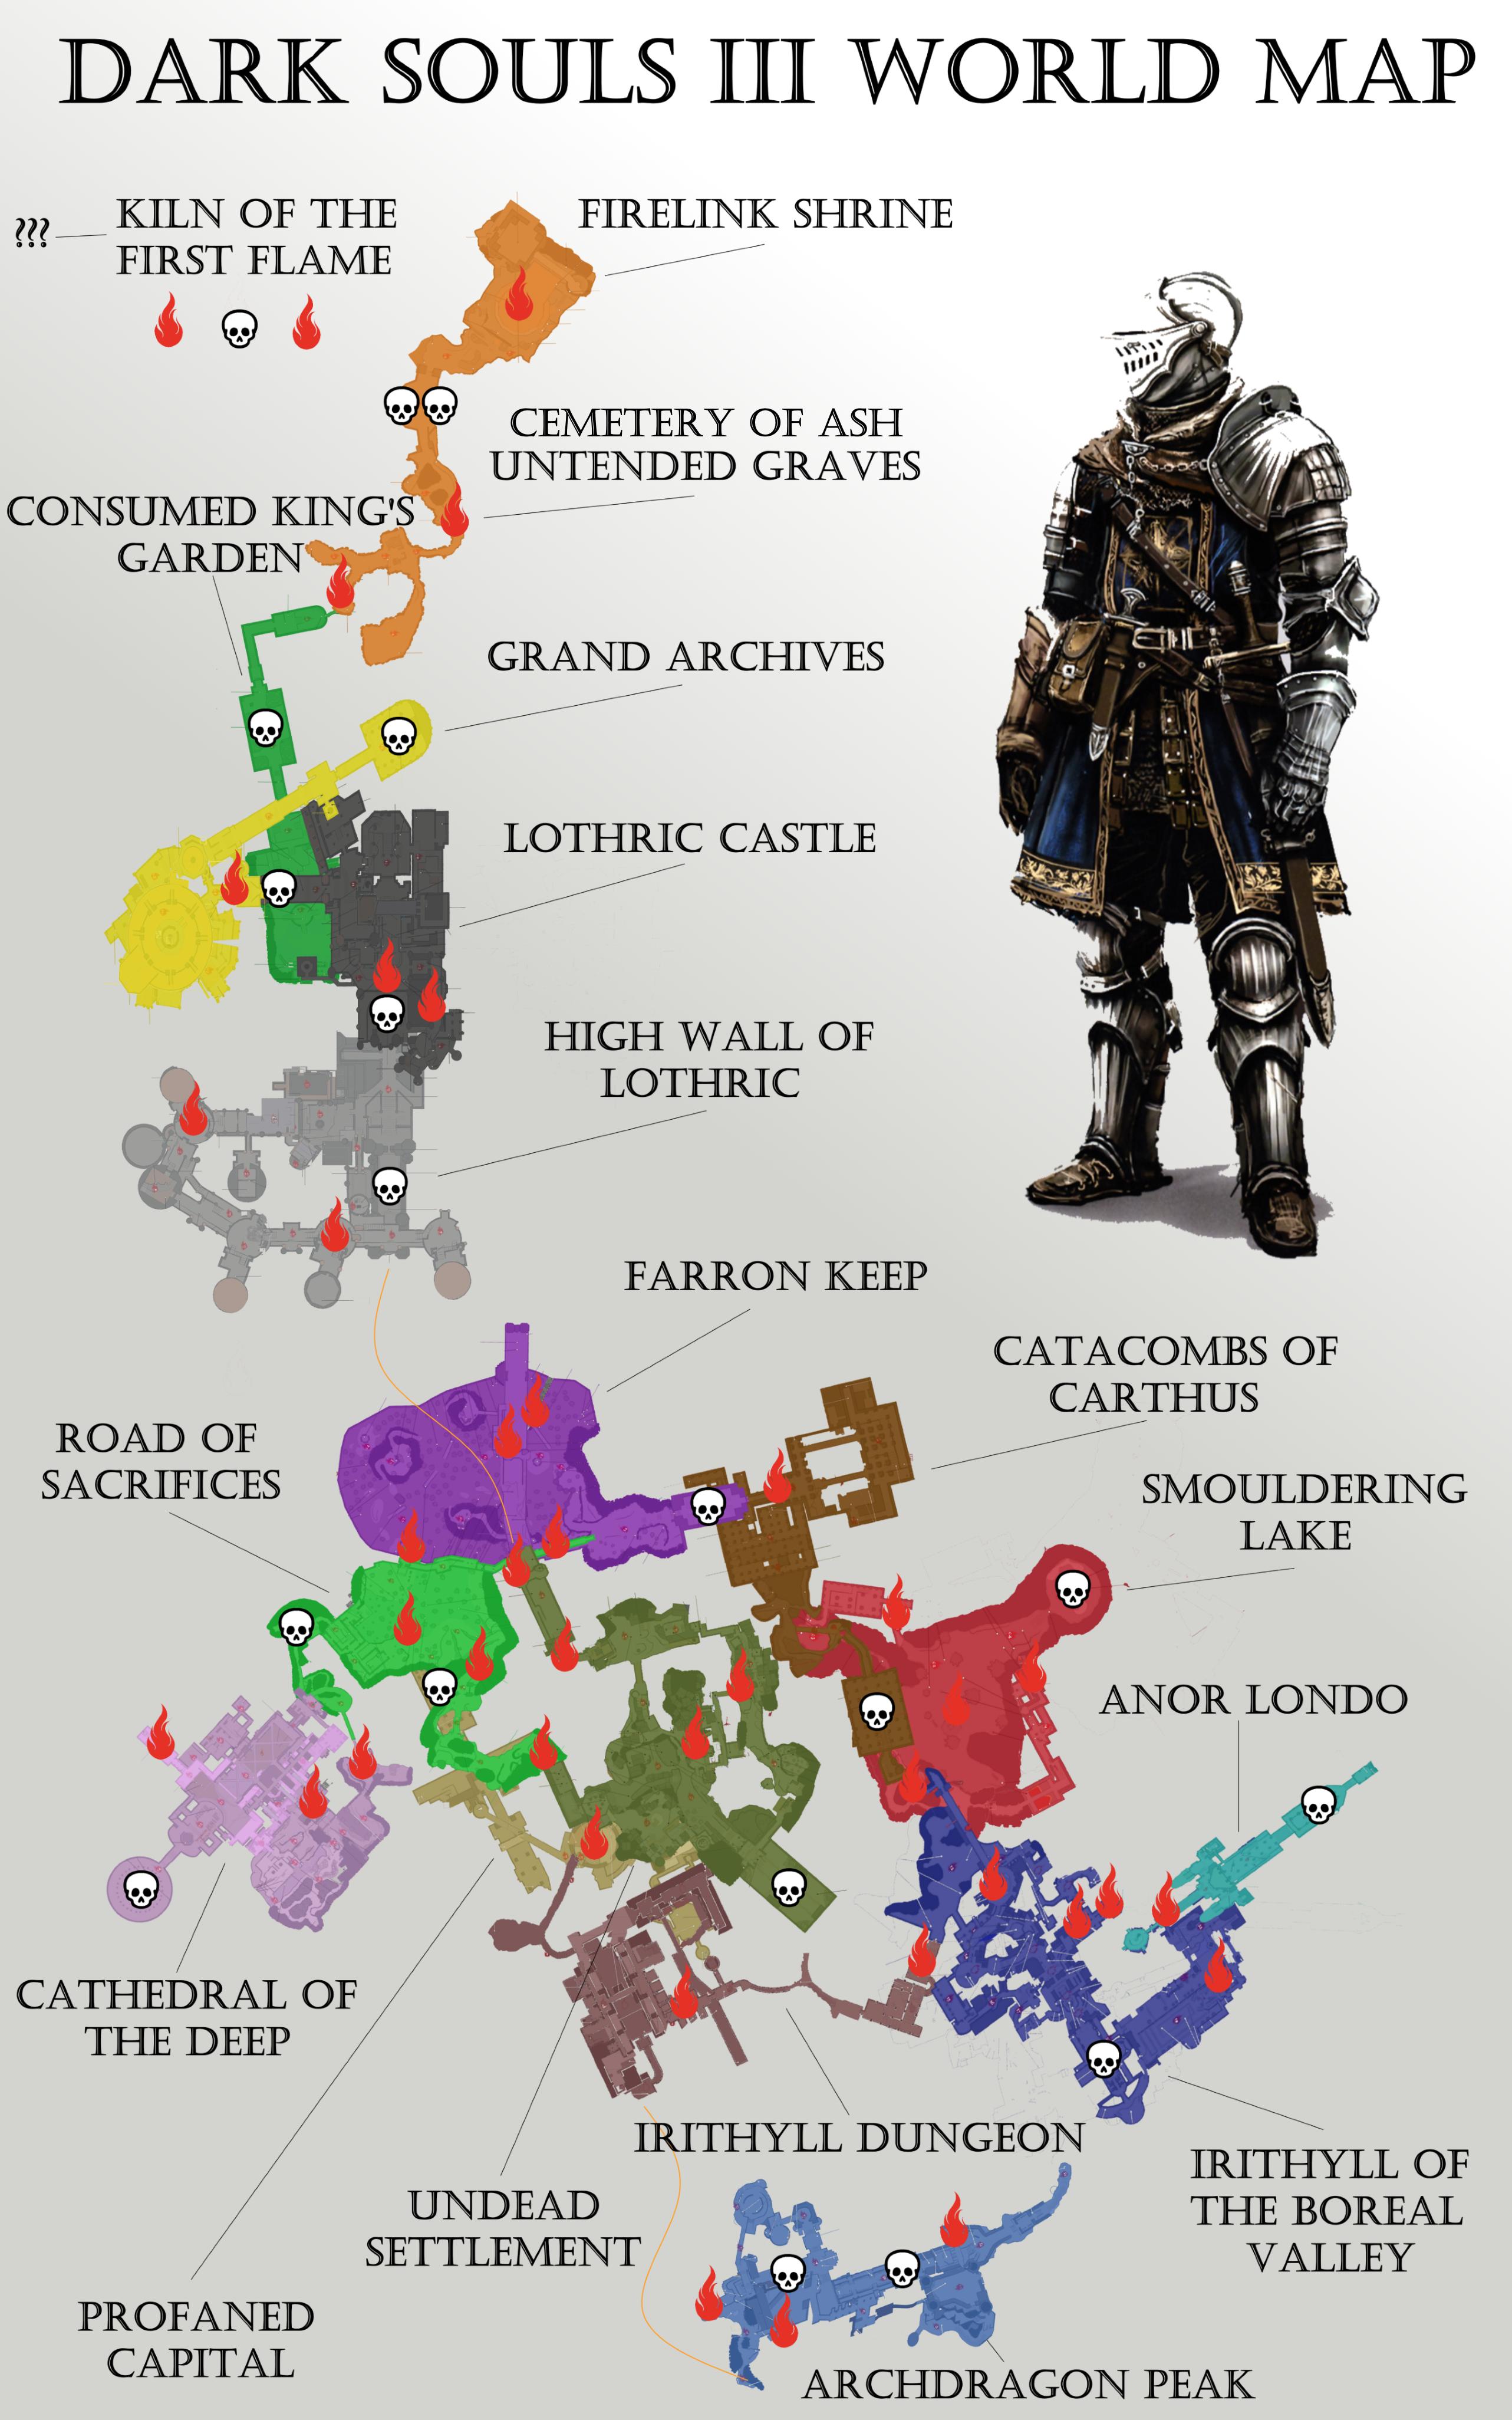 DARK SOULS III WORLD MAP
???
KILN OF THE
FIRST FLAME
FIRELINK SHRINE
CEMETERY OF ASH
UNTENDED GRAVES
CONSUMED KING'S
GARDEN
GRAND ARCHIVES
LOTHRIC CASTLE
HIGH WALL OF
LOTHRIC
FARRON KEEP
CATACOMBS OF
CARTHUS
ROAD OF
SACRIFICES
SMOULDERING
LAKE
ANOR LONDO
CATHEDRAL OF
THE DEEP
IRITHYLL DUNGEON
IRITHYLL OF
THE BOREAL
VALLEY
UNDEAD
SETTLEMENT
PROFANED
CAPITAL
ARCHDRAGON PEAK